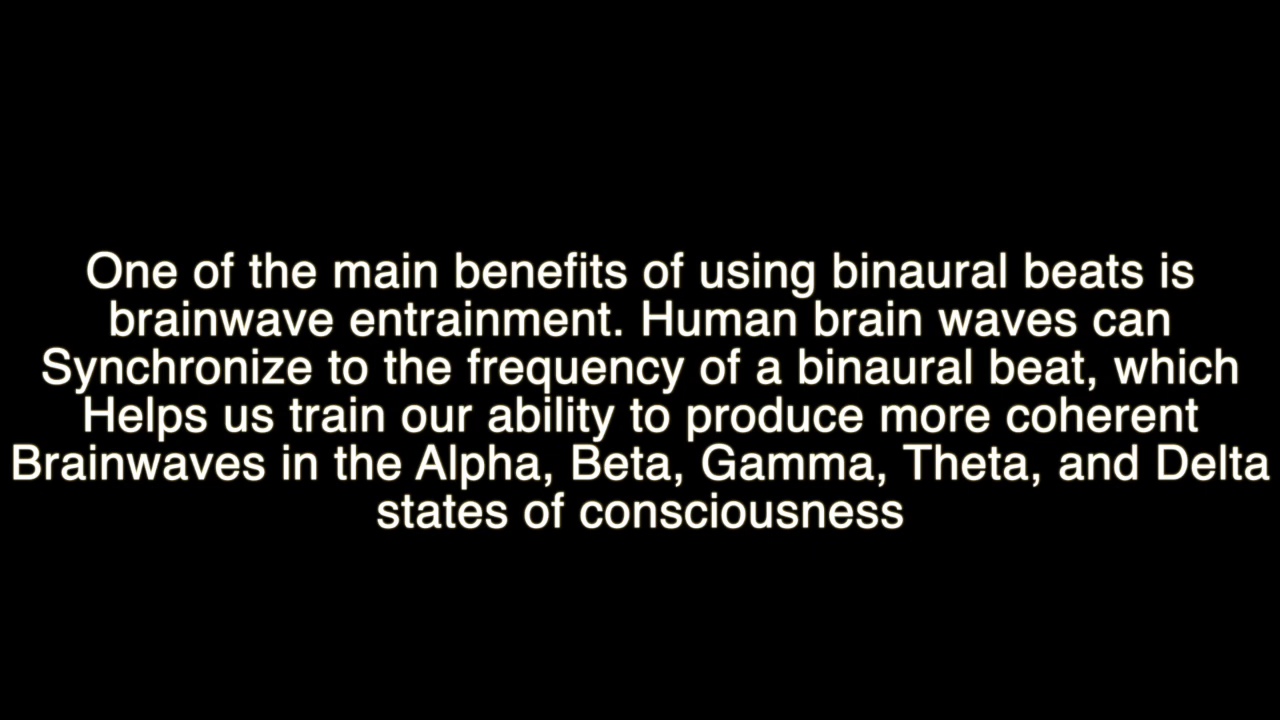 One of the main benefits of using binaural beats is
brainwave entrainment. Human brain waves can
Synchronize to the frequency of a binaural beat, which
Helps us train our ability to produce more coherent
Brainwaves in the Alpha, Beta, Gamma, Theta, and Delta
states of consciousness